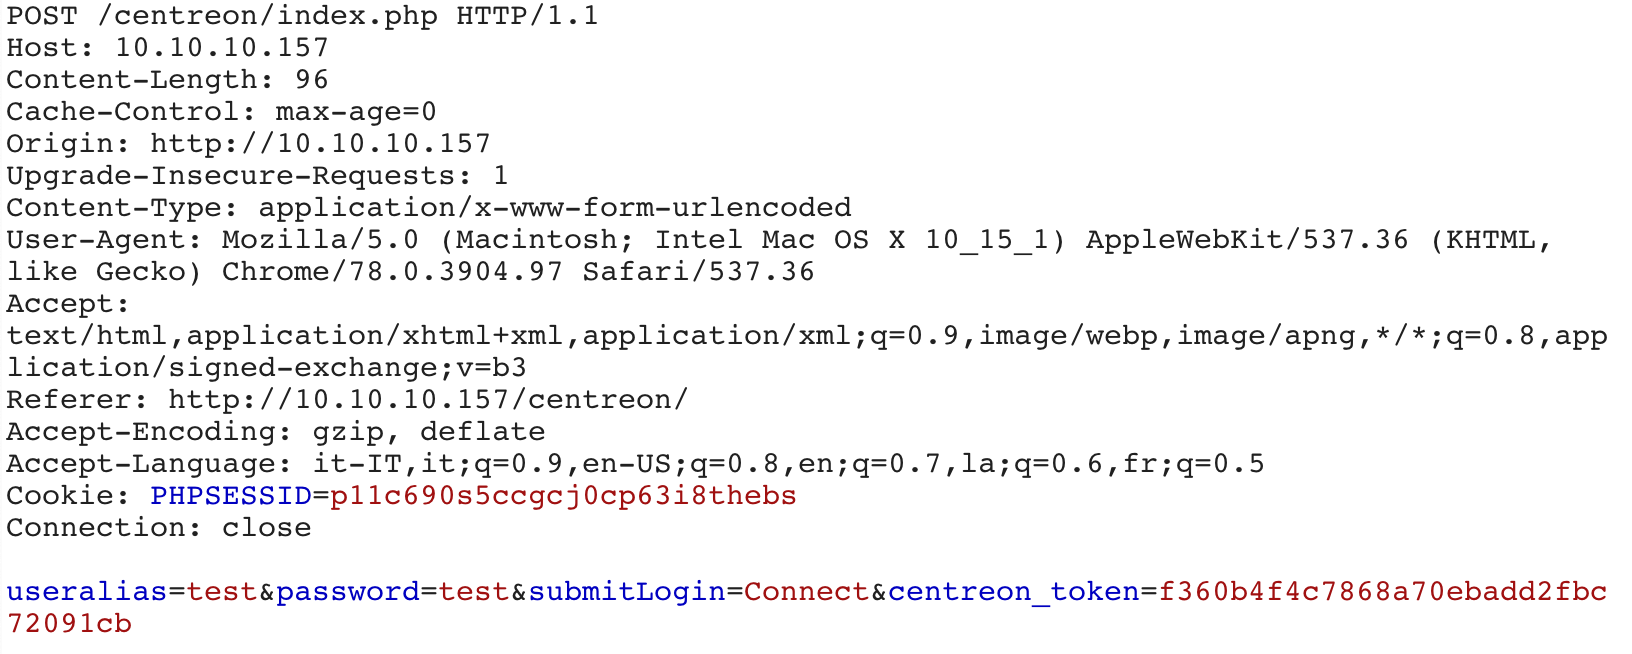 POST /centreon/index.php HTTP/1.1
Host: 10.10.10.157
Content-Length: 96
Cache-Control: max-age=0
Origin: http://10.10.10.157
Upgrade-Insecure-Requests: 1
Content-Type: application/x-www-form-urlencoded
User-Agent: Mozilla/5.0 (Macintosh; Intel Mac OS X 10_15_1) AppleWebKit/537.36 (KHTML,
like Gecko) Chrome/78.0.3904.97 Safari/537.36
Accept:
text/html,application/xhtml+xml,application/xml;q=0.9,image/webp,image/apng,*/*;q=0.8,app
lication/signed-exchange;v=b3
Referer: http://10.10.10.157/centreon/
Accept-Encoding: gzip, deflate
Accept-Language: it-IT,it;q=0.9,en-US;q=0.8,en;q=0.7,la;q=0.6,fr;q=0.5
Cookie: PHPSESSID=p11c690s5ccgcj0cp63i8thebs
Connection: close

useralias=test&password=test&submitLogin=Connect&centreon_token=f360b4f4c7868a70ebadd2fbc
72091cb